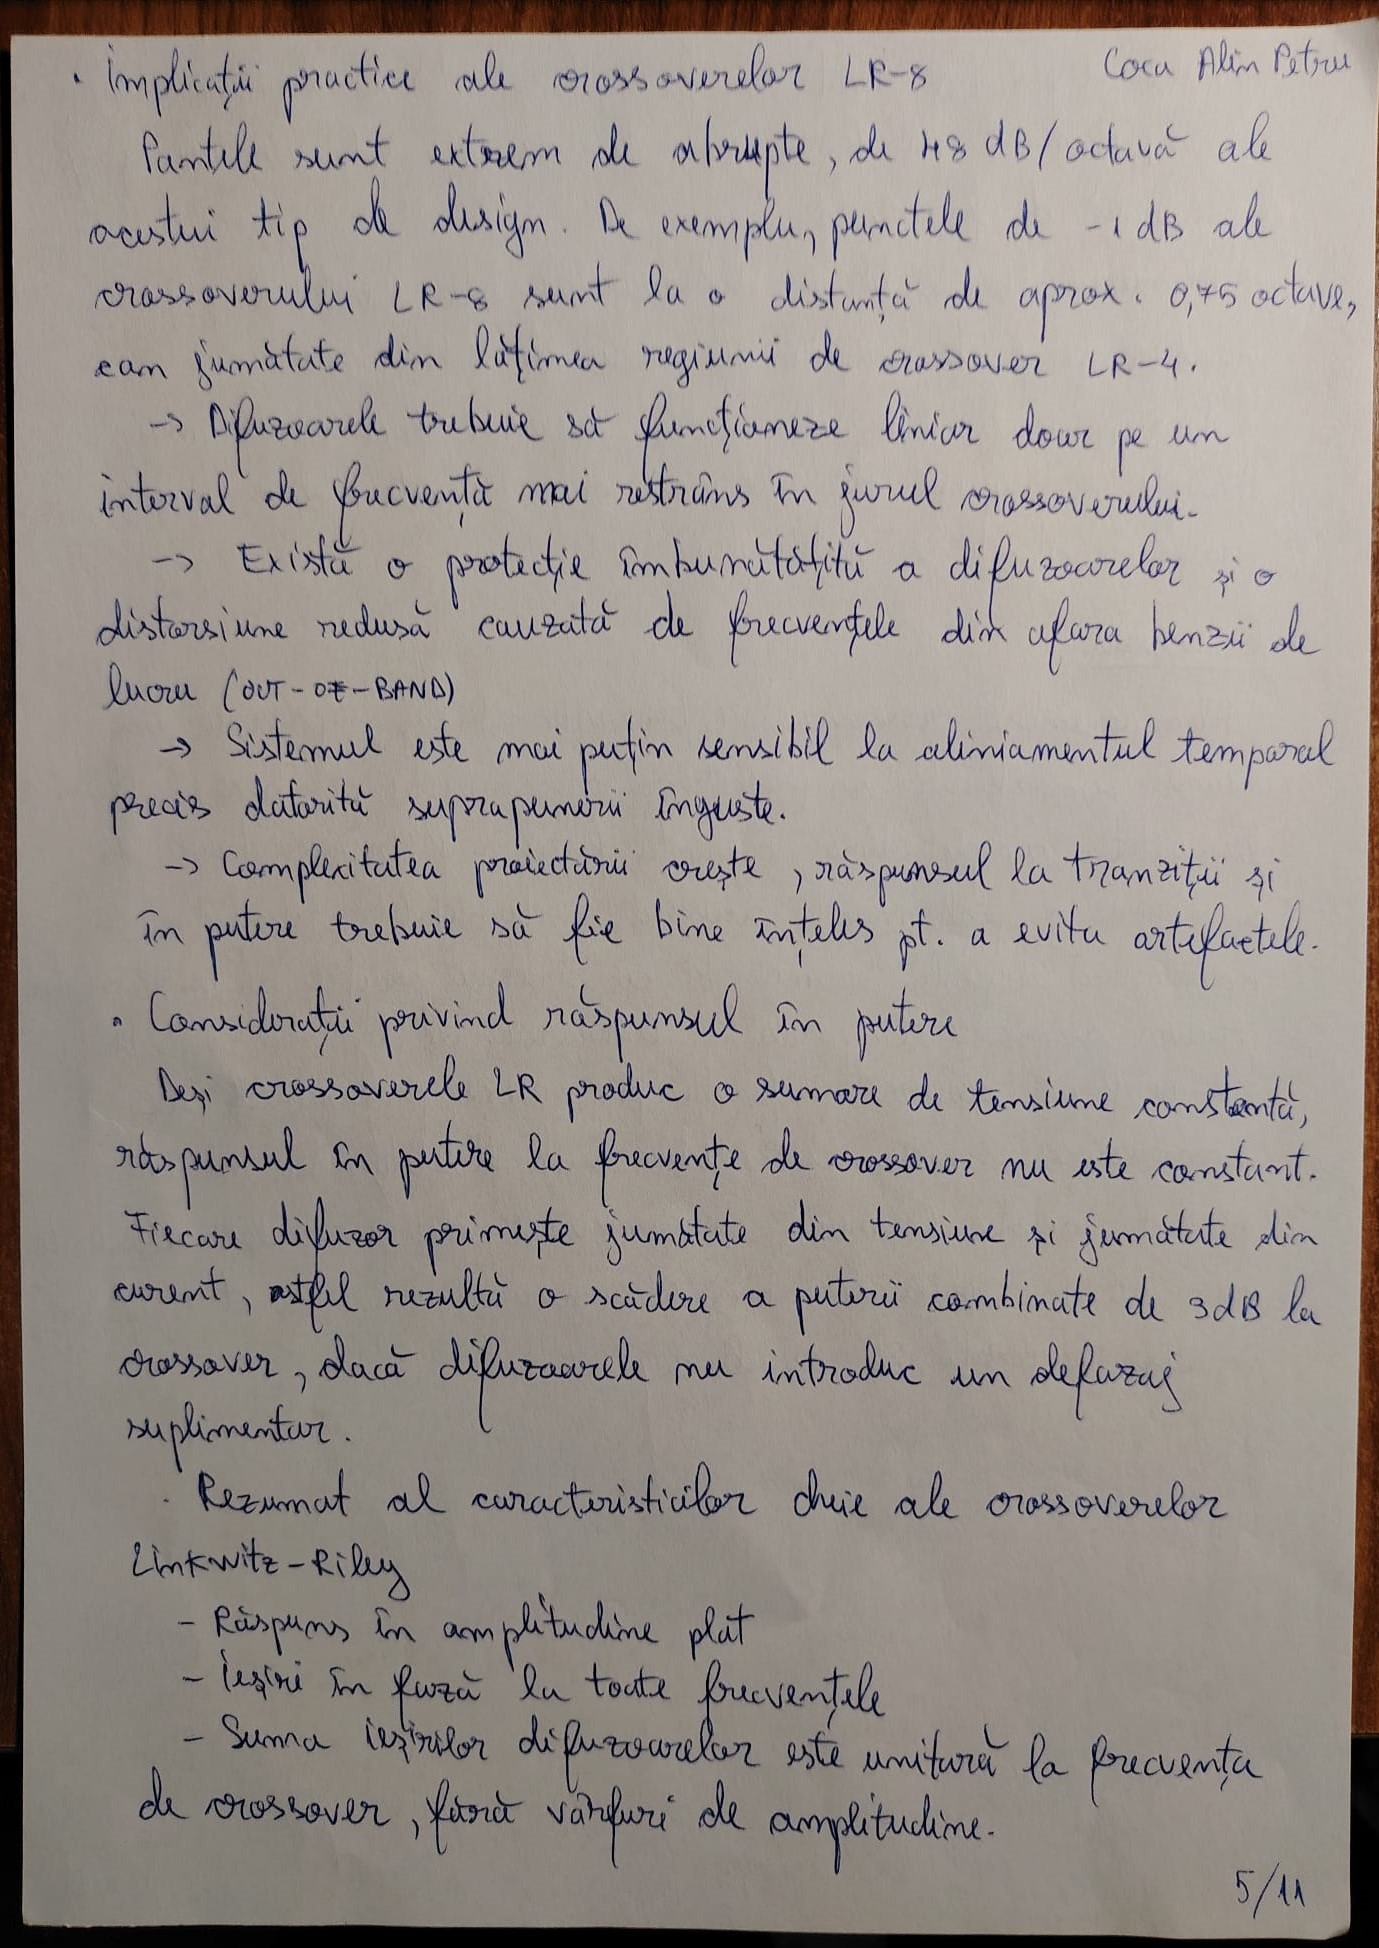 • Implicații practice ale crossoverelor LR-8
Coca Alin Petru
Pantele sunt extrem de abrupte, de 48 dB/octavă ale
acestui tip de design. De exemplu, punctele de -1 dB ale
crossoverului LR-8 sunt la o distanță de aprox. 0,75 octave,
cam jumătate din lățimea regiunii de crossover LR-4.
-> Difuzoarele trebuie să funcționeze liniar doar pe un
interval de frecvență mai restrâns în jurul crossoverului.
-> Există o protecție îmbunătățită a difuzoarelor și o
distorsiune redusă cauzată de frecvențele din afara benzii de
lucru (OUT-OF-BAND)
-> Sistemul este mai puțin sensibil la aliniamentul temporal
precis datorită suprapunerii înguste.
-> Complexitatea proiectării crește, răspunsul la tranziții și
în putere trebuie să fie bine înțeles pt. a evita artefactele.
• Considerații privind răspunsul în putere
Deși crossoverele LR produc o sumare de tensiune constantă,
răspunsul în putere la frecvențe de crossover nu este constant.
Fiecare difuzor primește jumătate din tensiune și jumătate din
curent, astfel rezultă o scădere a puterii combinate de 3dB la
crossover, dacă difuzoarele nu introduc un defazaj
suplimentar.
· Rezumat al caracteristicilor cheie ale crossoverelor
Linkwitz-Riley
- Răspuns în amplitudine plat
- Ieșiri în fază la toate frecvențele
- Suma ieșirilor difuzoarelor este unitară la frecvența
de crossover, fără vârfuri de amplitudine.
5/11